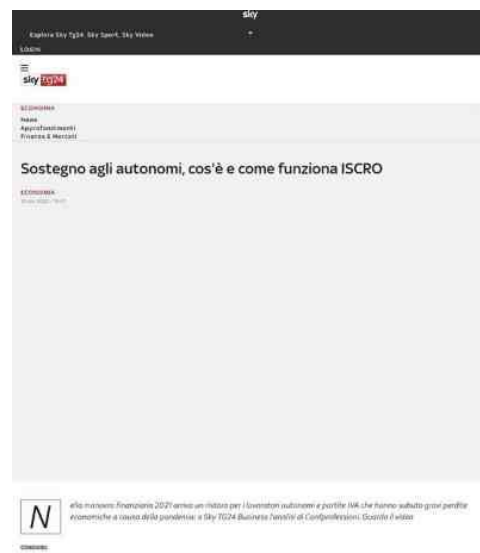 sky
Explora Sky Tg24, Sky Sport, Sky Video
LOGIN
sky tg24
ECONOMIA
News
Approfondimenti
Finanza & Mercati
Sostegno agli autonomi, cos'è e come funziona ISCRO
ECONOMIA
N
ella manovra finanziaria 2021 arriva un ristoro per i lavoratori autonomi e partite IVA che hanno subito gravi perdite
economiche a causa della pandemia: a Sky TG24 Business l'analisi di Confprofessioni. Guarda il video
CONDIVIDI: